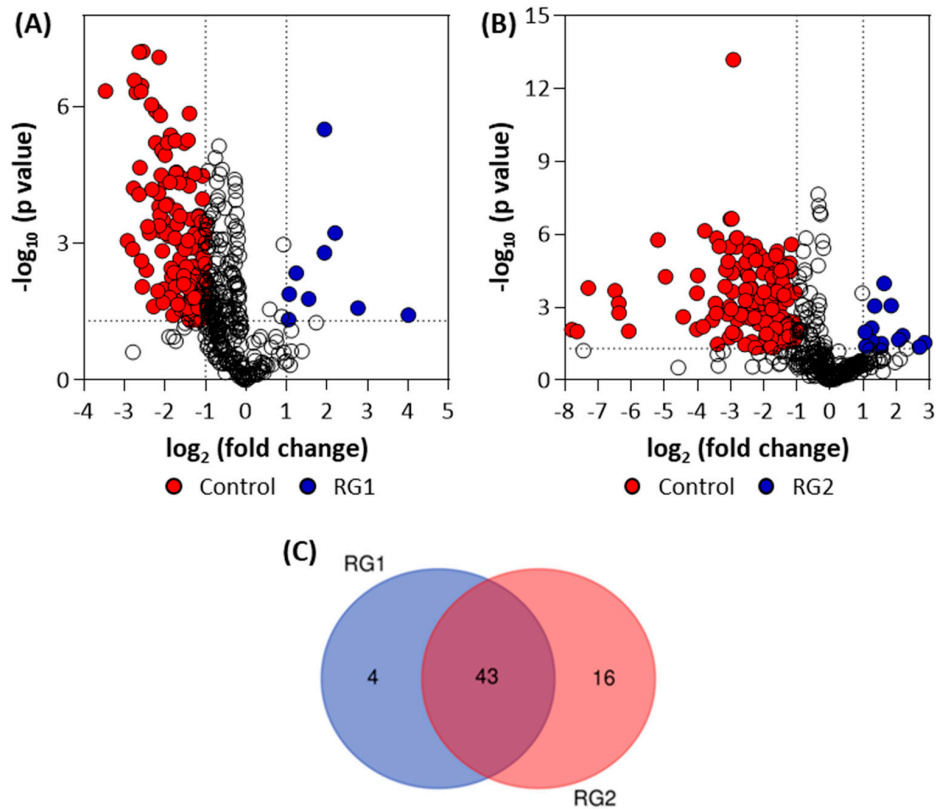 (A)
-log10 (p value)
6
3
0
-4 -3 -2 -1 0 1 2 3 4 5
log2 (fold change)
Control RG1
(B)
-log10 (p value)
15
12
9
6
3
0
-8 -7 -6 -5 -4 -3 -2 -1 0 1 2 3
log2 (fold change)
Control RG2
(C)
RG1
4 43 16
RG2